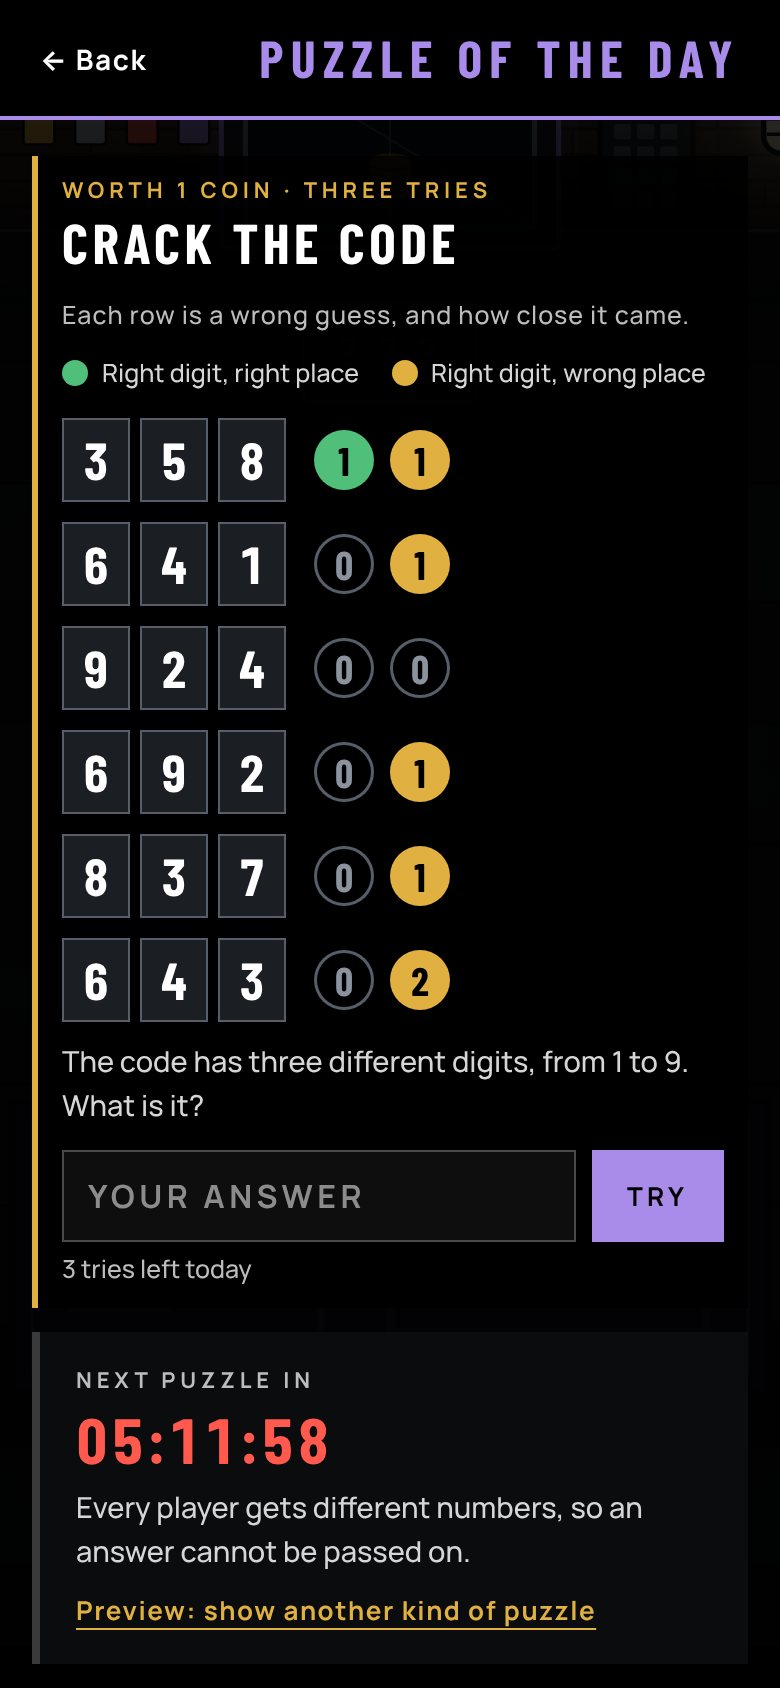 ← Back
PUZZLE OF THE DAY
WORTH 1 COIN · THREE TRIES
CRACK THE CODE
Each row is a wrong guess, and how close it came.
Right digit, right place Right digit, wrong place
3 5 8 1 1
6 4 1 0 1
9 2 4 0 0
6 9 2 0 1
8 3 7 0 1
6 4 3 0 2
The code has three different digits, from 1 to 9.
What is it?
YOUR ANSWER
TRY
3 tries left today
NEXT PUZZLE IN
05:11:58
Every player gets different numbers, so an
answer cannot be passed on.
Preview: show another kind of puzzle